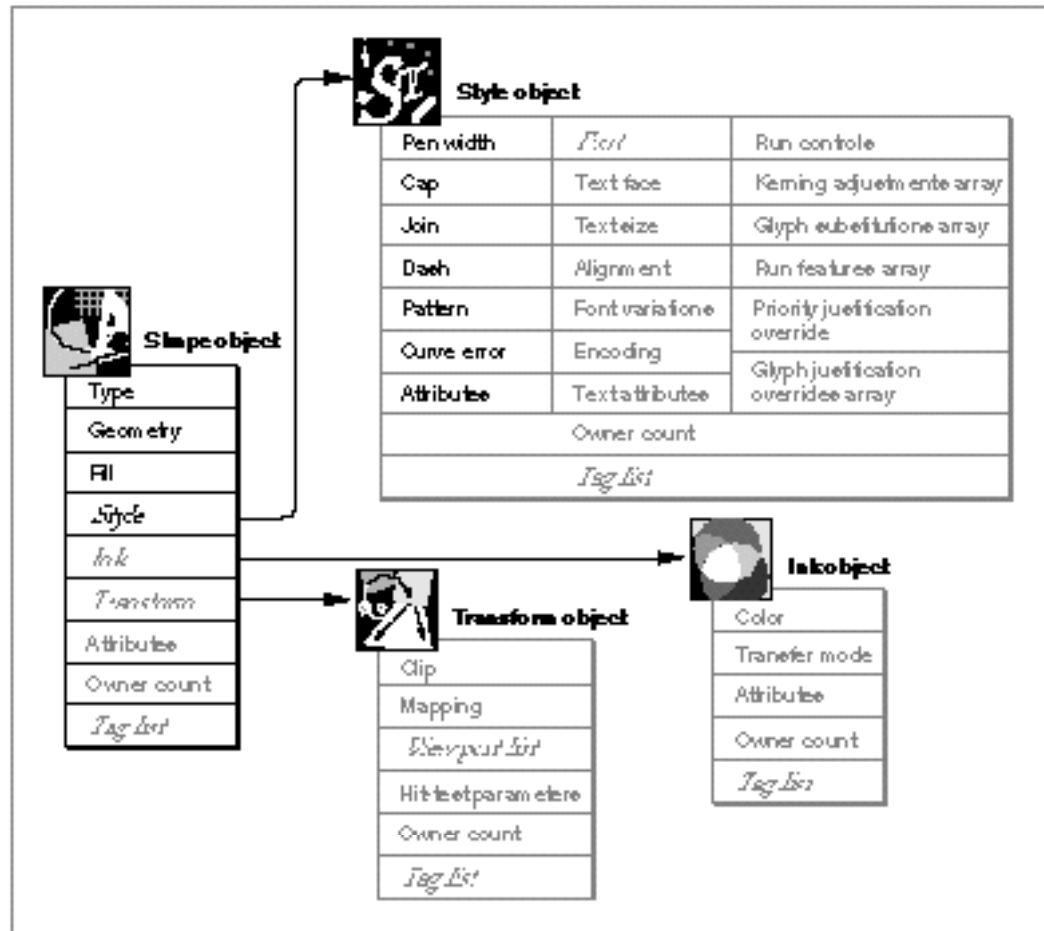 Style object
Pen width
Font
Run controls
Cap
Text face
Kerning adjustments array
Join
Text size
Glyph substitutions array
Dash
Alignment
Run features array
Pattern
Font variations
Priority justification
override
Curve error
Encoding
Glyph justification
overrides array
Attributes
Text attributes
Owner count
Tag list
Shape object
Type
Geometry
Fill
Style
Ink
Transform
Attributes
Owner count
Tag list
Transform object
Clip
Mapping
View port list
Hit-test parameters
Owner count
Tag list
Ink object
Color
Transfer mode
Attributes
Owner count
Tag list